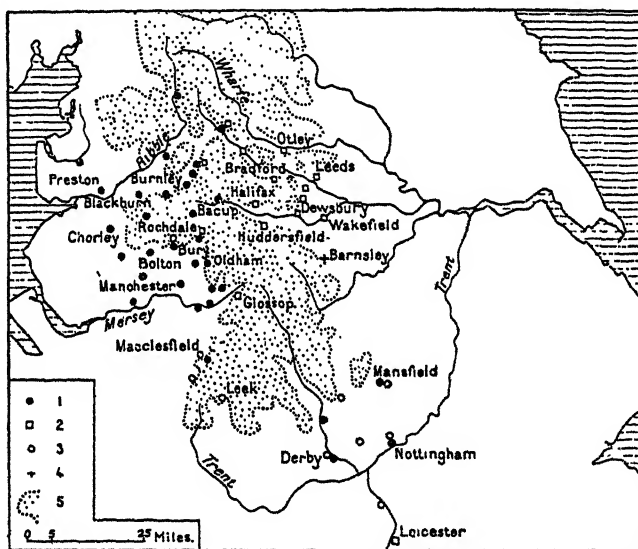 Wharfe
Otley
Ribble
Bradford
Leeds
Preston
Burnley
Halifax
Blackburn
Bacup
Dewsbury
Rochdale
Wakefield
Huddersfield
Chorley
Bury
Bolton
Oldham
Barnsley
Manchester
Glossop
Trent
Mersey
Macclesfield
Mansfield
Leek
1
2
3
4
5
Trent
Derby
Nottingham
0 5 25 Miles.
Leicester